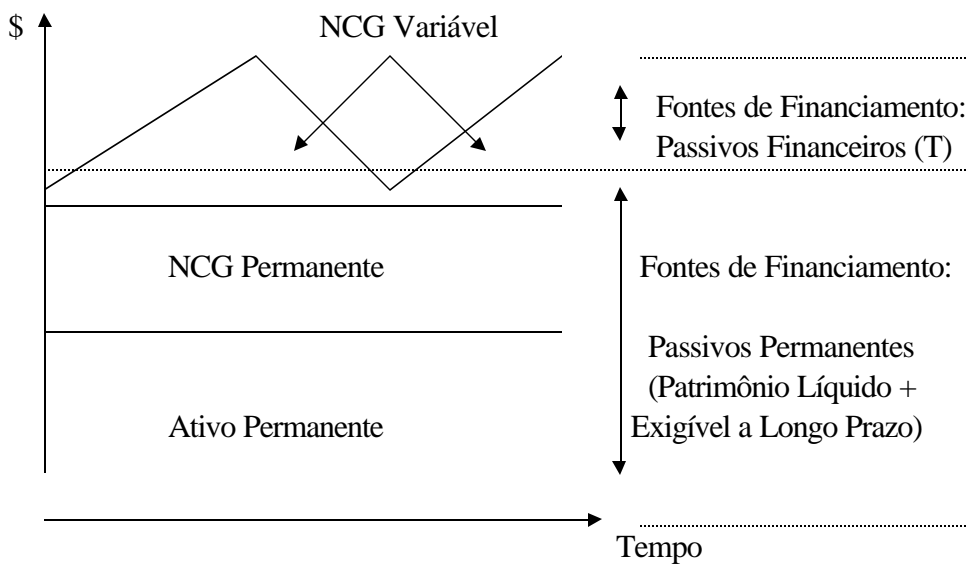 $
NCG Variável
Fontes de Financiamento:
Passivos Financeiros (T)
NCG Permanente
Fontes de Financiamento:
Passivos Permanentes
(Patrimônio Líquido +
Exigível a Longo Prazo)
Ativo Permanente
Tempo